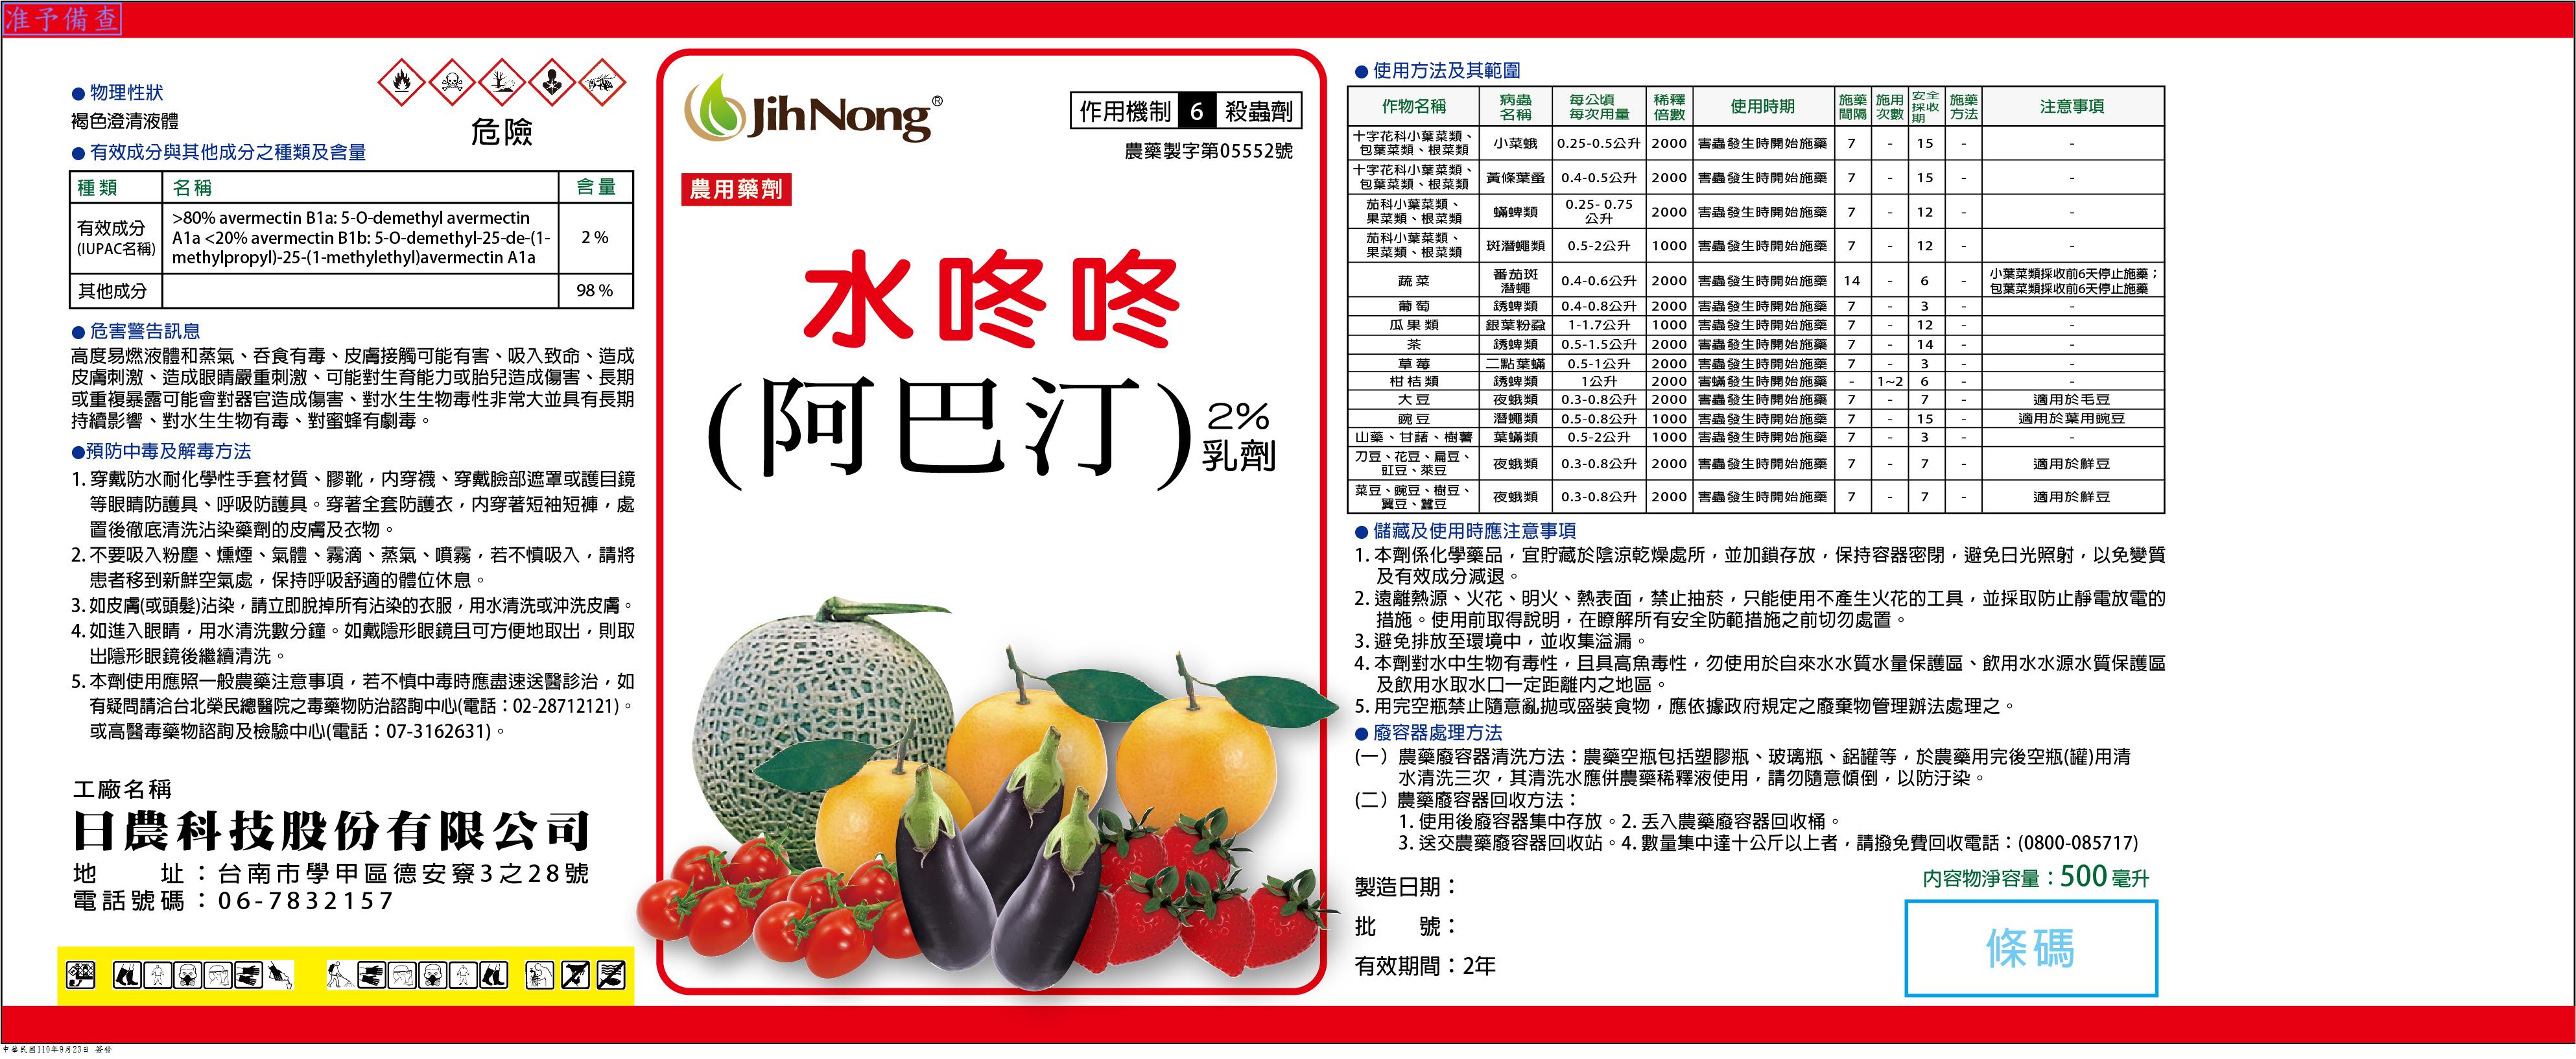 准予備查
● 物理性狀
褐色澄清液體
危險
● 有效成分與其他成分之種類及含量
種類 名稱 含量
有效成分
(IUPAC名稱)
>80% avermectin B1a: 5-O-demethyl avermectin
A1a <20% avermectin B1b: 5-O-demethyl-25-de-(1-
methylpropyl)-25-(1-methylethyl)avermectin A1a
2%
其他成分 98%
● 危害警告訊息
高度易燃液體和蒸氣、吞食有毒、皮膚接觸可能有害、吸入致命、造成
皮膚刺激、造成眼睛嚴重刺激、可能對生育能力或胎兒造成傷害、長期
或重複暴露可能會對器官造成傷害、對水生生物毒性非常大並具有長期
持續影響、對水生生物有毒、對蜜蜂有劇毒。
●預防中毒及解毒方法
1. 穿戴防水耐化學性手套材質、膠靴，内穿襪、穿戴臉部遮罩或護目鏡
等眼睛防護具、呼吸防護具。穿著全套防護衣，内穿著短袖短褲，處
置後徹底清洗沾染藥劑的皮膚及衣物。
2. 不要吸入粉塵、燻煙、氣體、霧滴、蒸氣、噴霧，若不慎吸入，請將
患者移到新鮮空氣處，保持呼吸舒適的體位休息。
3. 如皮膚(或頭髮)沾染，請立即脫掉所有沾染的衣服，用水清洗或沖洗皮膚。
4. 如進入眼睛，用水清洗數分鐘。如戴隱形眼鏡且可方便地取出，則取
出隱形眼鏡後繼續清洗。
5. 本劑使用應照一般農藥注意事項，若不慎中毒時應盡速送醫診治，如
有疑問請洽台北榮民總醫院之毒藥物防治諮詢中心(電話：02-28712121)。
或高醫毒藥物諮詢及檢驗中心(電話：07-3162631)。
工廠名稱
日農科技股份有限公司
地 址：台南市學甲區德安寮3之28號
電話號碼：06-7832157
JihNong®
作用機制 6 殺蟲劑
農藥製字第05552號
農用藥劑
水咚咚
(阿巴汀) 2%
乳劑
● 使用方法及其範圍
作物名稱 病蟲名稱 每公頃每次用量 稀釋倍數 使用時期 施藥間隔 施用次數 安全採收期 施藥方法 注意事項
十字花科小葉菜類、包葉菜類、根菜類 小菜蛾 0.25-0.5公升 2000 害蟲發生時開始施藥 7 - 15 - -
十字花科小葉菜類、包葉菜類、根菜類 黃條葉蚤 0.4-0.5公升 2000 害蟲發生時開始施藥 7 - 15 - -
茄科小葉菜類、果菜類、根菜類 蟎蜱類 0.25- 0.75公升 2000 害蟲發生時開始施藥 7 - 12 - -
茄科小葉菜類、果菜類、根菜類 斑潛蠅類 0.5-2公升 1000 害蟲發生時開始施藥 7 - 12 - -
蔬菜 番茄斑潛蠅 0.4-0.6公升 2000 害蟲發生時開始施藥 14 - 6 - 小葉菜類採收前6天停止施藥；包葉菜類採收前6天停止施藥
葡萄 銹蜱類 0.4-0.8公升 2000 害蟲發生時開始施藥 7 - 3 - -
瓜果類 銀葉粉蝨 1-1.7公升 1000 害蟲發生時開始施藥 7 - 12 - -
茶 銹蜱類 0.5-1.5公升 2000 害蟲發生時開始施藥 7 - 14 - -
草莓 二點葉蟎 0.5-1公升 2000 害蟲發生時開始施藥 7 - 3 - -
柑桔類 銹蜱類 1公升 2000 害蟎發生時開始施藥 - 1~2 6 - -
大豆 夜蛾類 0.3-0.8公升 2000 害蟲發生時開始施藥 7 - 7 - 適用於毛豆
豌豆 潛蠅類 0.5-0.8公升 1000 害蟲發生時開始施藥 7 - 15 - 適用於葉用豌豆
山藥、甘藷、樹薯 葉蟎類 0.5-2公升 1000 害蟲發生時開始施藥 7 - 3 - -
刀豆、花豆、扁豆、豇豆、萊豆 夜蛾類 0.3-0.8公升 2000 害蟲發生時開始施藥 7 - 7 - 適用於鮮豆
菜豆、豌豆、樹豆、翼豆、蠶豆 夜蛾類 0.3-0.8公升 2000 害蟲發生時開始施藥 7 - 7 - 適用於鮮豆
● 儲藏及使用時應注意事項
1. 本劑係化學藥品，宜貯藏於陰涼乾燥處所，並加鎖存放，保持容器密閉，避免日光照射，以免變質
及有效成分減退。
2. 遠離熱源、火花、明火、熱表面，禁止抽菸，只能使用不產生火花的工具，並採取防止靜電放電的
措施。使用前取得說明，在瞭解所有安全防範措施之前切勿處置。
3. 避免排放至環境中，並收集溢漏。
4. 本劑對水中生物有毒性，且具高魚毒性，勿使用於自來水水質水量保護區、飲用水水源水質保護區
及飲用水取水口一定距離内之地區。
5. 用完空瓶禁止隨意亂拋或盛裝食物，應依據政府規定之廢棄物管理辦法處理之。
● 廢容器處理方法
(一）農藥廢容器清洗方法：農藥空瓶包括塑膠瓶、玻璃瓶、鋁罐等，於農藥用完後空瓶(罐)用清
水清洗三次，其清洗水應併農藥稀釋液使用，請勿隨意傾倒，以防汙染。
(二）農藥廢容器回收方法：
1. 使用後廢容器集中存放。2. 丟入農藥廢容器回收桶。
3. 送交農藥廢容器回收站。4. 數量集中達十公斤以上者，請撥免費回收電話：(0800-085717)
内容物淨容量：500毫升
製造日期：
批 號：
有效期間：2年
條碼
中華民國110年9月23日 簽發